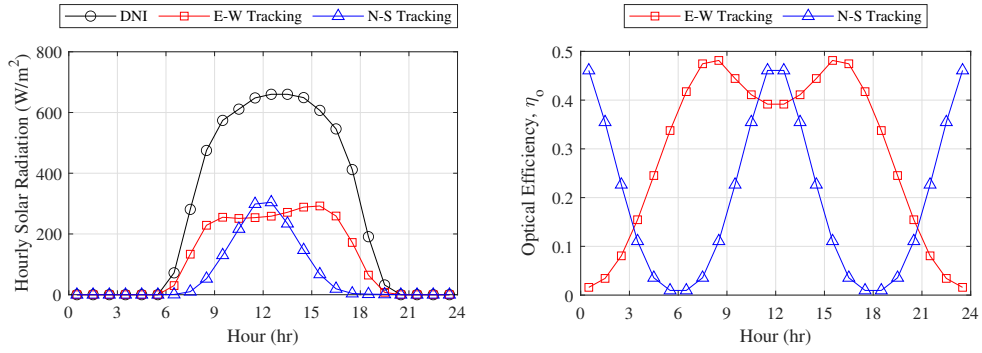 DNI E-W Tracking N-S Tracking
Hourly Solar Radiation (W/m²)
800
600
400
200
0
0 3 6 9 12 15 18 21 24
Hour (hr)
E-W Tracking N-S Tracking
Optical Efficiency, ηo
0.5
0.4
0.3
0.2
0.1
0
0 3 6 9 12 15 18 21 24
Hour (hr)